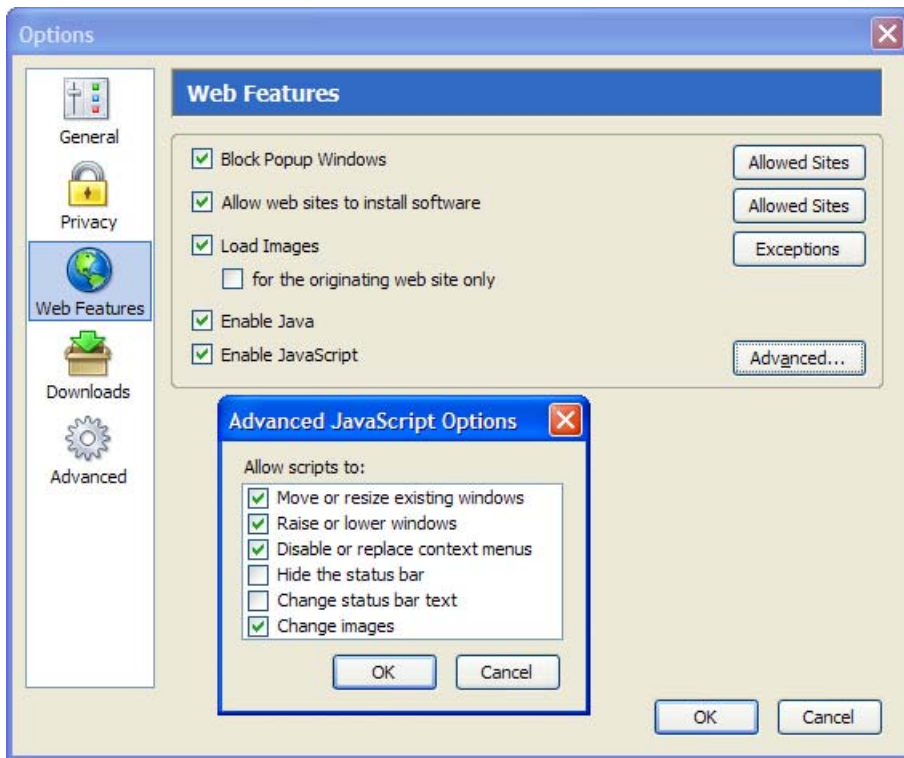 Options
General
Privacy
Web Features
Downloads
Advanced
Web Features
Block Popup Windows
Allowed Sites
Allow web sites to install software
Allowed Sites
Load Images
Exceptions
for the originating web site only
Enable Java
Enable JavaScript
Advanced...
Advanced JavaScript Options
Allow scripts to:
Move or resize existing windows
Raise or lower windows
Disable or replace context menus
Hide the status bar
Change status bar text
Change images
OK
Cancel
OK
Cancel